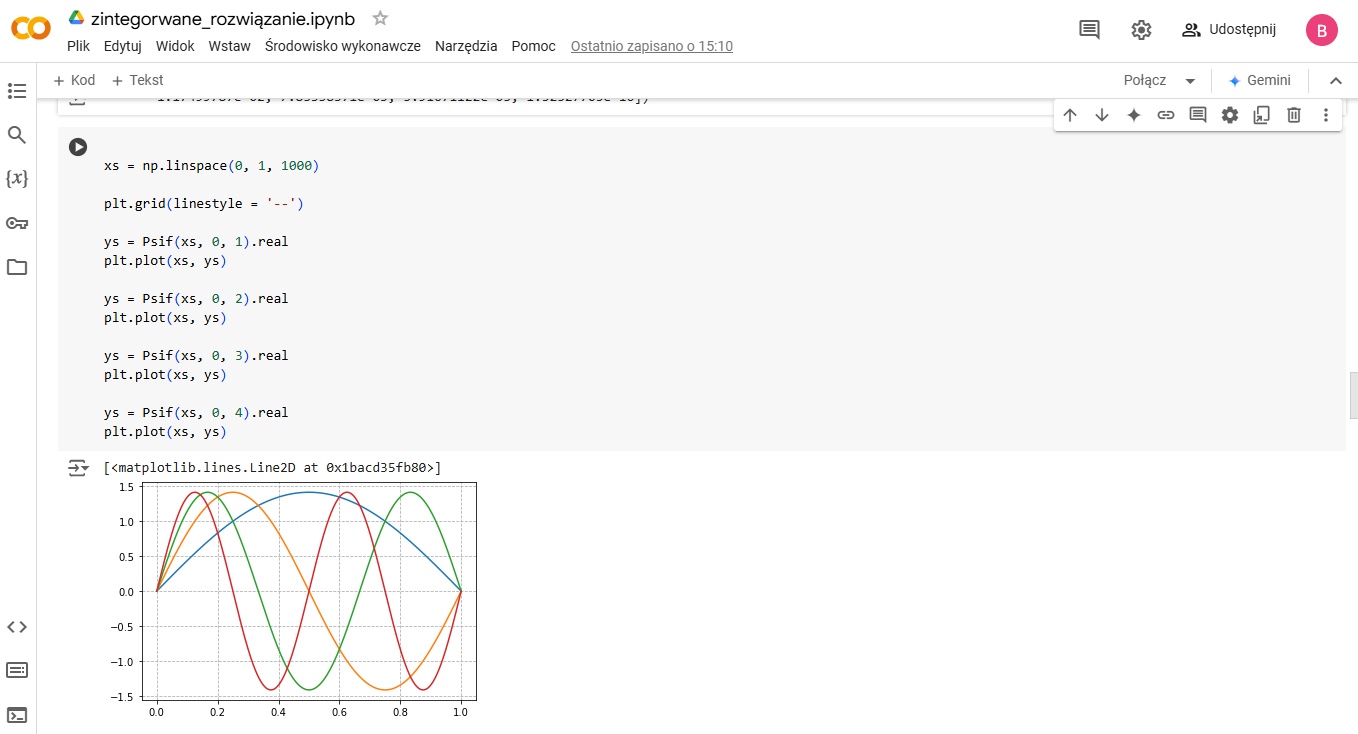 zintegorwane_rozwiązanie.ipynb
Plik Edytuj Widok Wstaw Środowisko wykonawcze Narzędzia Pomoc Ostatnio zapisano o 15:10
Udostępnij
B
+ Kod + Tekst
Połącz
Gemini
{x}
xs = np.linspace(0, 1, 1000)
plt.grid(linestyle = '--')
ys = Psif(xs, 0, 1).real
plt.plot(xs, ys)
ys = Psif(xs, 0, 2).real
plt.plot(xs, ys)
ys = Psif(xs, 0, 3).real
plt.plot(xs, ys)
ys = Psif(xs, 0, 4).real
plt.plot(xs, ys)
[<matplotlib.lines.Line2D at 0x1bacd35fb80>]
1.5
1.0
0.5
0.0
−0.5
−1.0
−1.5
0.0 0.2 0.4 0.6 0.8 1.0